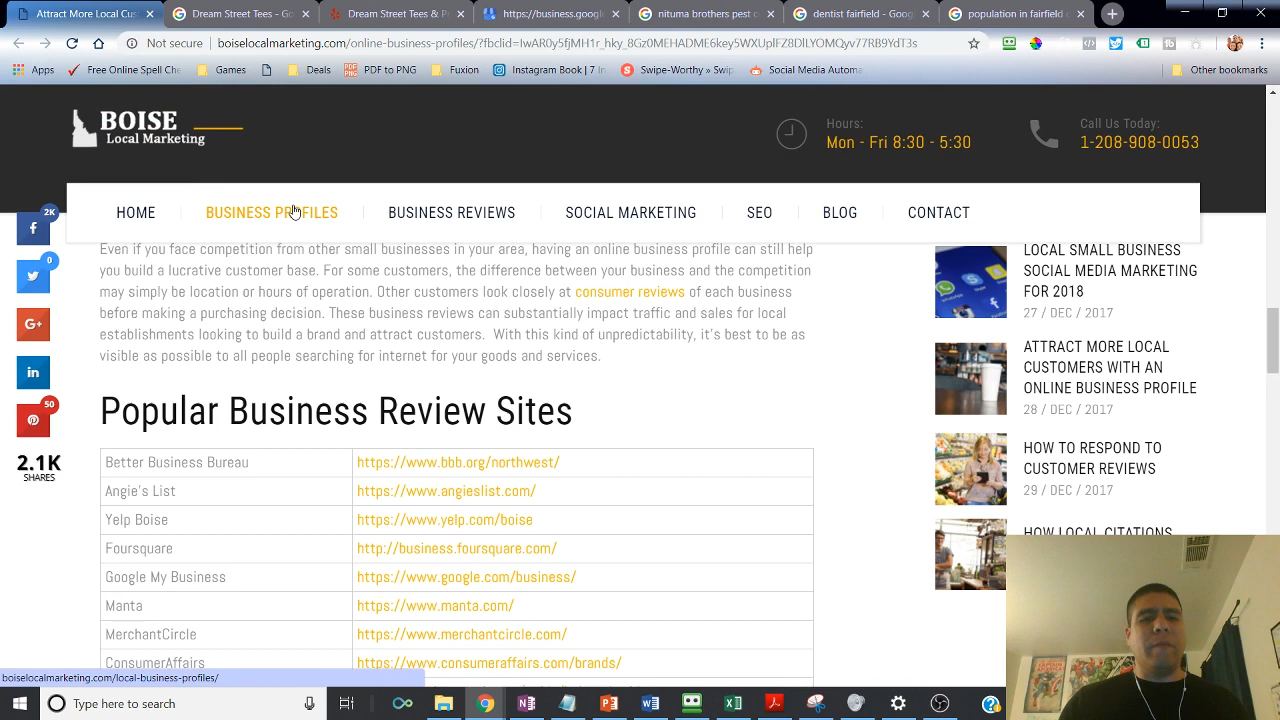 Attract More Local Cus
Dream Street Tees - Go
Dream Street Tees & P
https://business.goog
nituma brothers pest c
dentist fairfield - Goo
population in fairfield c
Not secure
boiselocalmarketing.com/online-business-profiles/?fbclid=IwAR0y5fjMH1r_hky_8Gz0MEHADME6key5WXUpIFZ8DlLYOMQw77RB9YdT3s
Apps
Free Online Spell Che
Games
Deals
PDF to PNG
Fuxion
Instagram Book | 7 In
Swipe-Worthy » Swip
Social Media Automa
Other bookmarks
BOISE
Local Marketing
Hours:
Mon - Fri 8:30 - 5:30
Call Us Today:
1-208-908-0053
HOME
BUSINESS PROFILES
BUSINESS REVIEWS
SOCIAL MARKETING
SEO
BLOG
CONTACT
2K
0
50
2.1K
SHARES
Even if you face competition from other small businesses in your area, having an online business profile can still help
you build a lucrative customer base. For some customers, the difference between your business and the competition
may simply be location or hours of operation. Other customers look closely at consumer reviews of each business
before making a purchasing decision. These business reviews can substantively impact traffic and sales for local
establishments looking to build a brand and attract customers. With this kind of unpredictability, it's best to be as
visible as possible to all people searching for internet for your goods and services.
Popular Business Review Sites
Better Business Bureau https://www.bbb.org/northwest/
Angie's List https://www.angieslist.com/
Yelp Boise https://www.yelp.com/boise
Foursquare http://business.foursquare.com/
Google My Business https://www.google.com/business/
Manta https://www.manta.com/
MerchantCircle https://www.merchantcircle.com/
ConsumerAffairs https://www.consumeraffairs.com/brands/
LOCAL SMALL BUSINESS
SOCIAL MEDIA MARKETING
FOR 2018
27 / DEC / 2017
ATTRACT MORE LOCAL
CUSTOMERS WITH AN
ONLINE BUSINESS PROFILE
28 / DEC / 2017
HOW TO RESPOND TO
CUSTOMER REVIEWS
29 / DEC / 2017
HOW LOCAL CITATIONS
boiselocalmarketing.com/local-business-profiles/
Type here to search